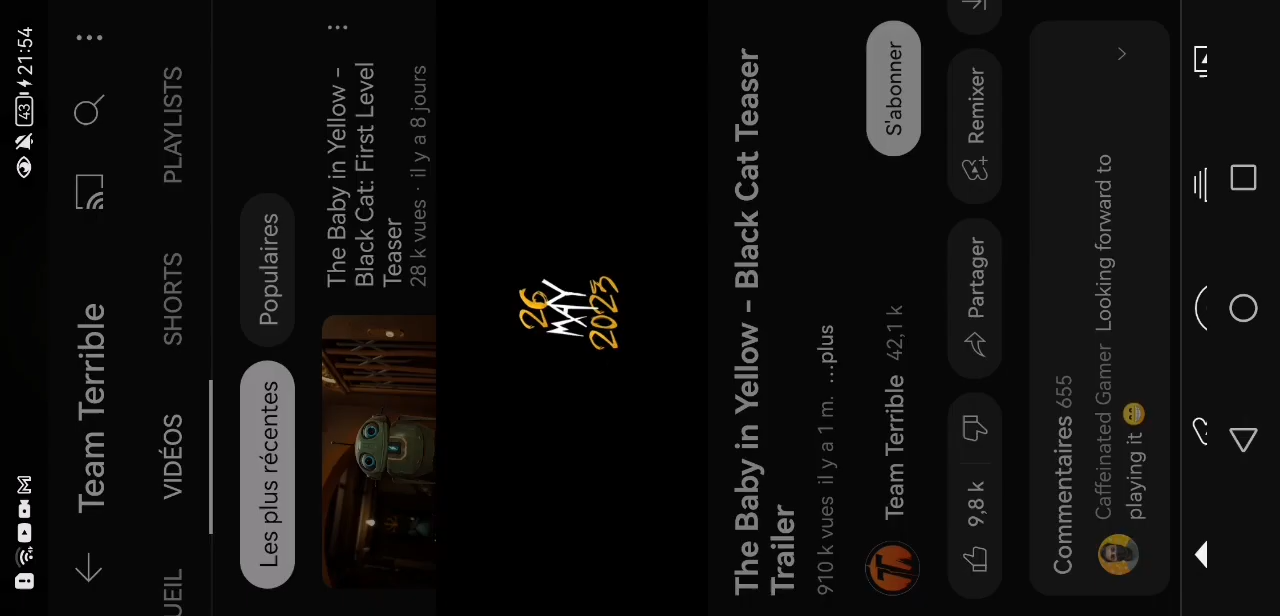 21:54
43
Team Terrible
UEIL
VIDÉOS
SHORTS
PLAYLISTS
Les plus récentes
Populaires
The Baby in Yellow -
Black Cat: First Level
Teaser
28 k vues · il y a 8 jours
26
MAY
2023
The Baby in Yellow - Black Cat Teaser
Trailer
910 k vues il y a 1 m. ...plus
Team Terrible 42,1 k
S'abonner
9,8 k
Partager
Remixer
Commentaires 655
Caffeinated Gamer Looking forward to
playing it 😁